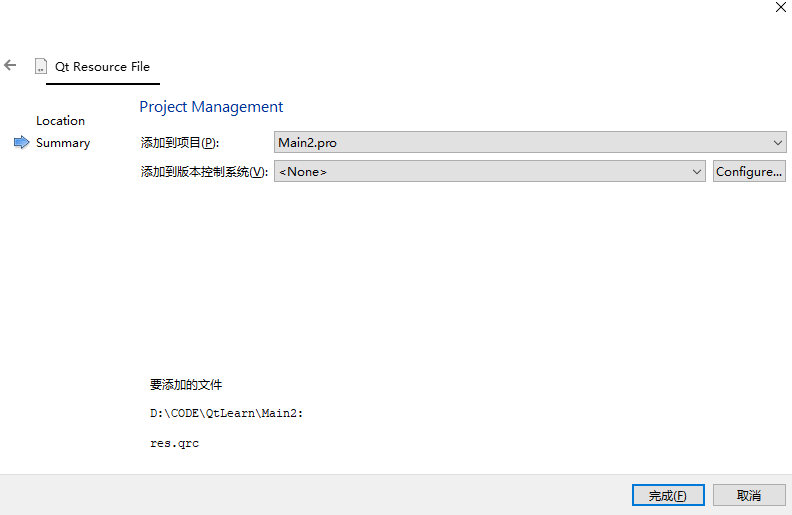 Qt Resource File
Project Management
Location
Summary
添加到项目(P): Main2.pro
添加到版本控制系统(V): <None> Configure...
要添加的文件
D:\CODE\QtLearn\Main2:
res.qrc
完成(F) 取消